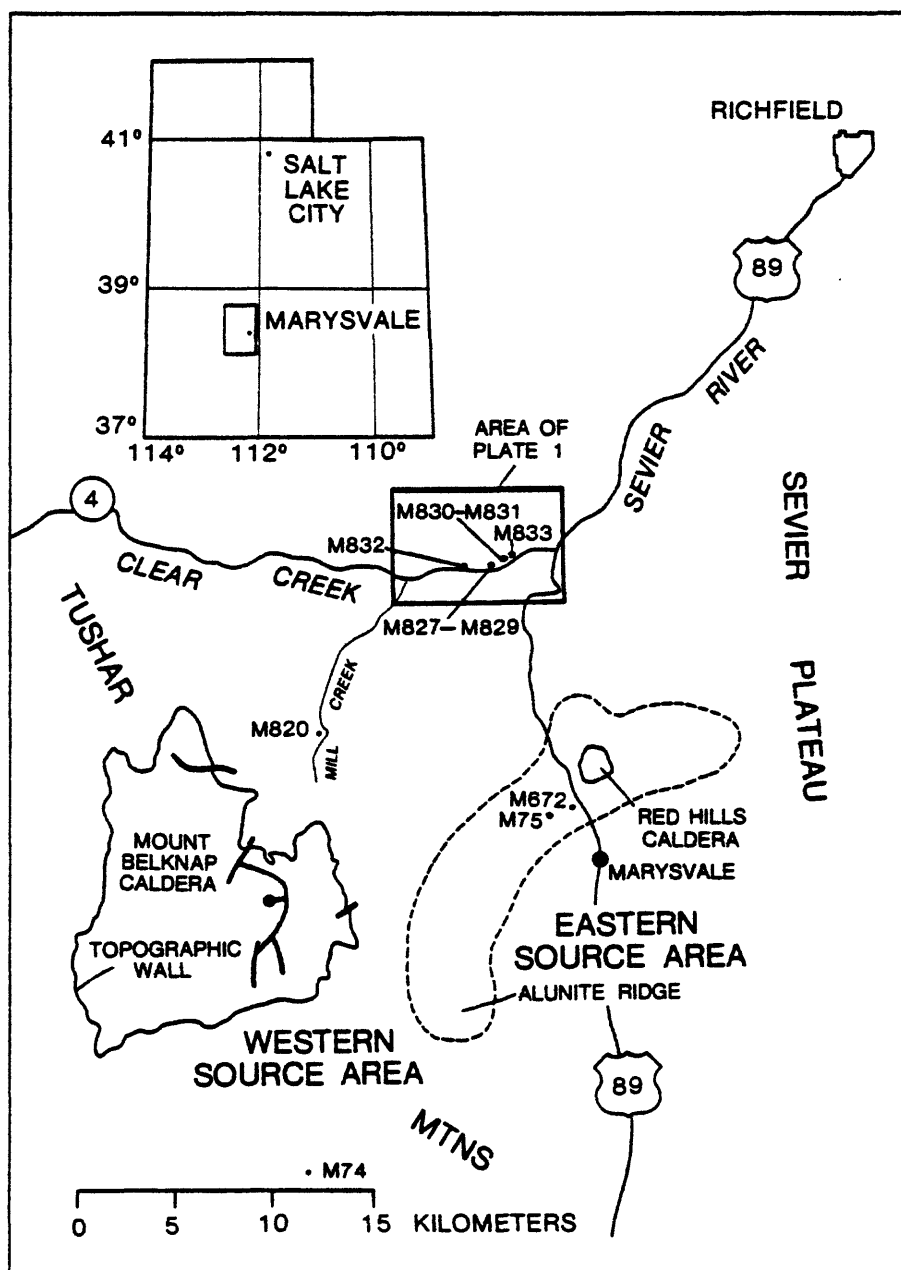 RICHFIELD
41°
SALT
LAKE
CITY
89
39°
MARYSVALE
37°
114° 112° 110°
SEVIER RIVER
AREA OF
PLATE 1
4
M830-M831
M833
M832
CLEAR CREEK
M827-M829
SEVIER PLATEAU
TUSHAR
MILL CREEK
M820
M672
M75
RED HILLS
CALDERA
MOUNT
BELKNAP
CALDERA
MARYSVALE
TOPOGRAPHIC
WALL
EASTERN
SOURCE AREA
ALUNITE RIDGE
WESTERN
SOURCE AREA
89
MTNS
M74
0 5 10 15 KILOMETERS